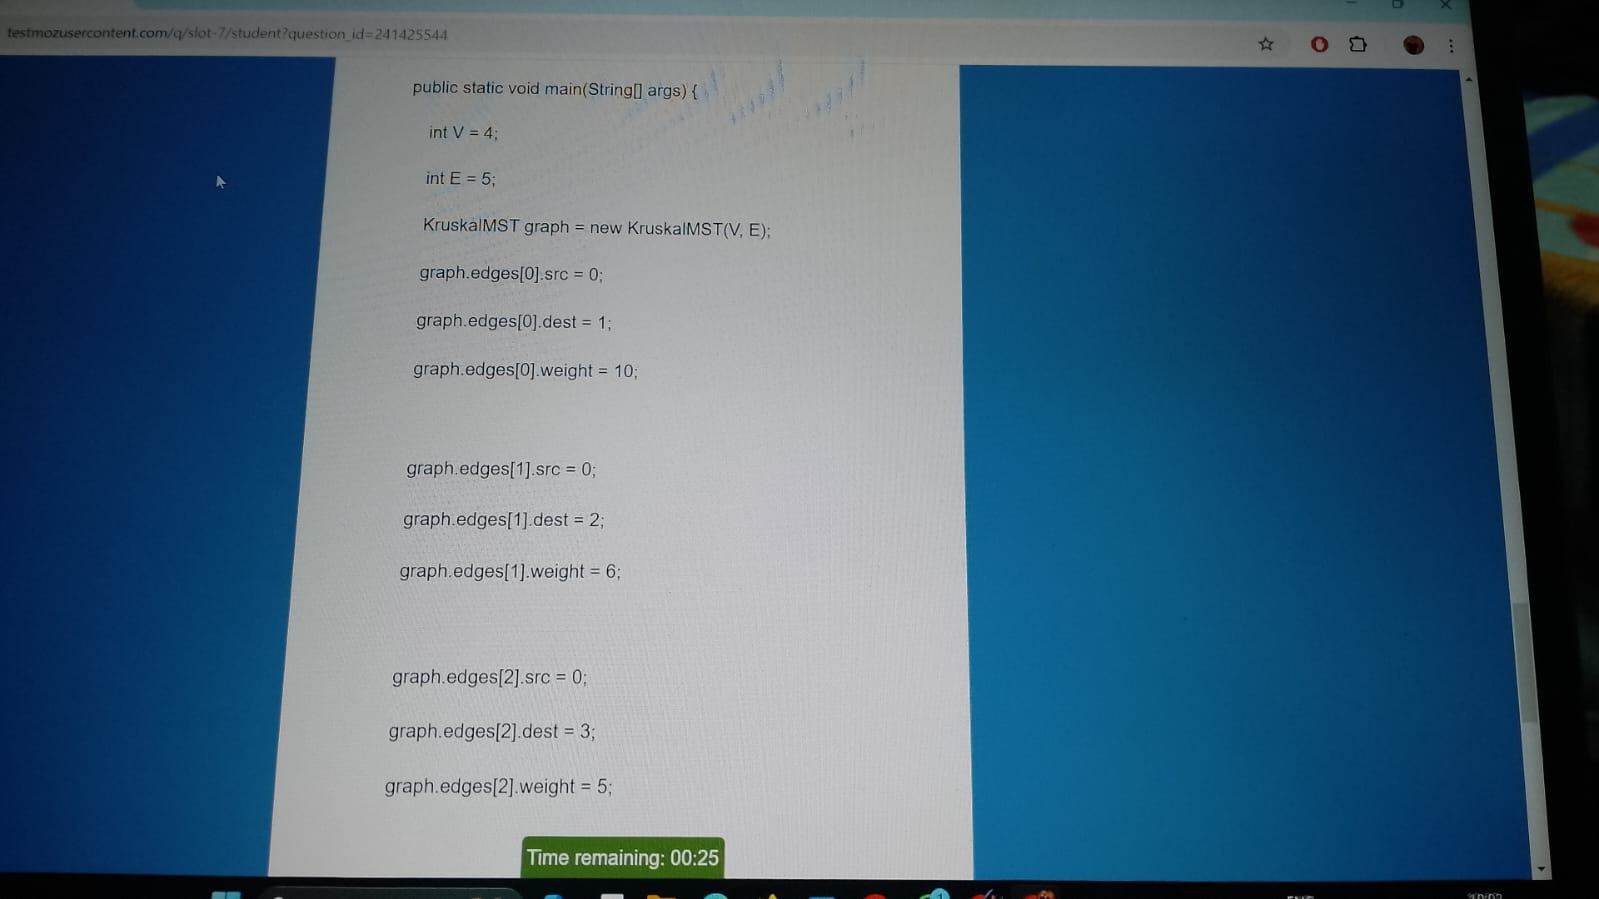 testmozusercontent.com/q/slot-7/student?question_id=241425544
public static void main(String[] args) {
int V = 4;
int E = 5;
KruskalMST graph = new KruskalMST(V, E);
graph.edges[0].src = 0;
graph.edges[0].dest = 1;
graph.edges[0].weight = 10;
graph.edges[1].src = 0;
graph.edges[1].dest = 2;
graph.edges[1].weight = 6;
graph.edges[2].src = 0;
graph.edges[2].dest = 3;
graph.edges[2].weight = 5;
Time remaining: 00:25